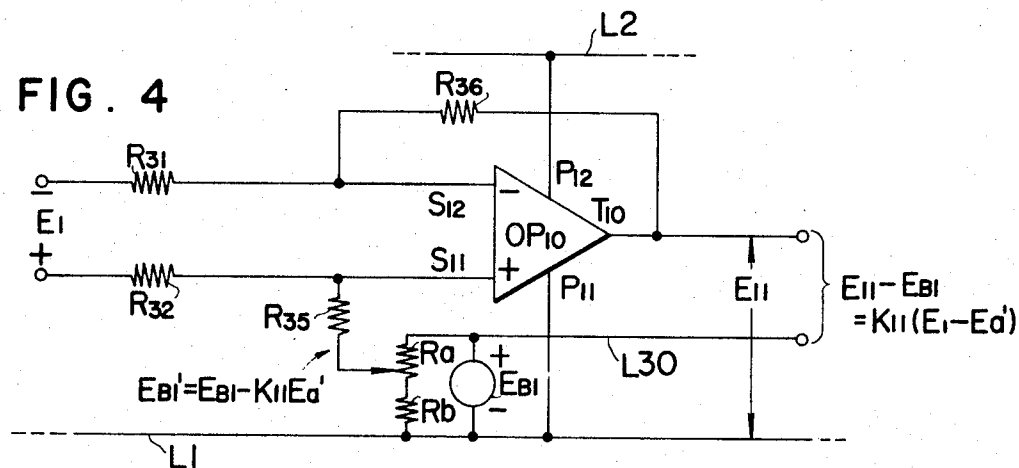 L2
FIG. 4
R36
R31
P12
−
S12
T10
−
E1
OP10
+
S11
+
R32
P11
E11
E11−EB1
=K11(E1−Ea')
R35
Ra
+
L30
EB1'=EB1−K11Ea'
EB1
Rb
−
L1